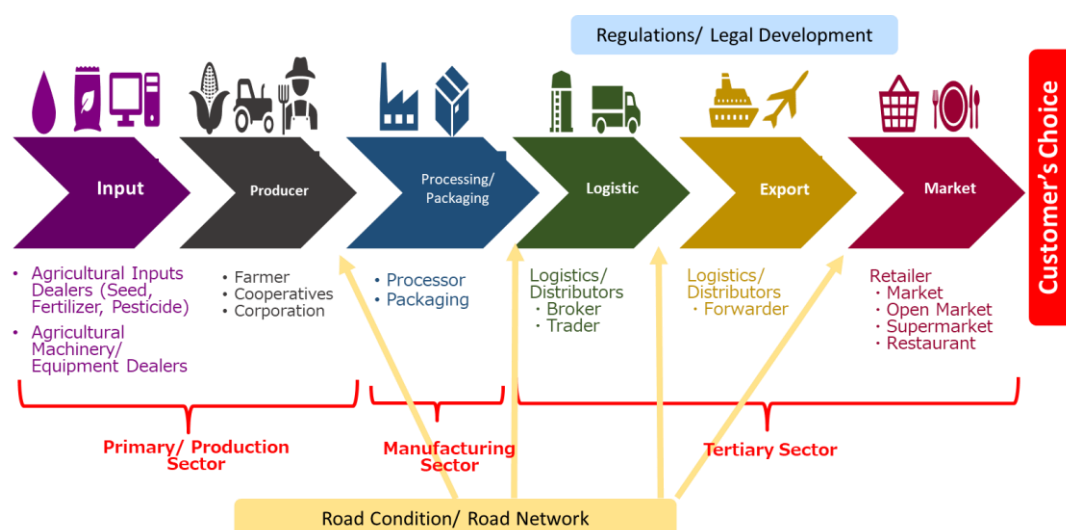 Regulations/ Legal Development
Customer's Choice
Input
Producer
Processing/
Packaging
Logistic
Export
Market
• Agricultural Inputs
Dealers (Seed,
Fertilizer, Pesticide)
• Agricultural
Machinery/
Equipment Dealers
• Farmer
• Cooperatives
• Corporation
• Processor
• Packaging
Logistics/
Distributors
・Broker
・Trader
Logistics/
Distributors
・Forwarder
Retailer
・Market
・Open Market
・Supermarket
・Restaurant
Primary/ Production
Sector
Manufacturing
Sector
Tertiary Sector
Road Condition/ Road Network